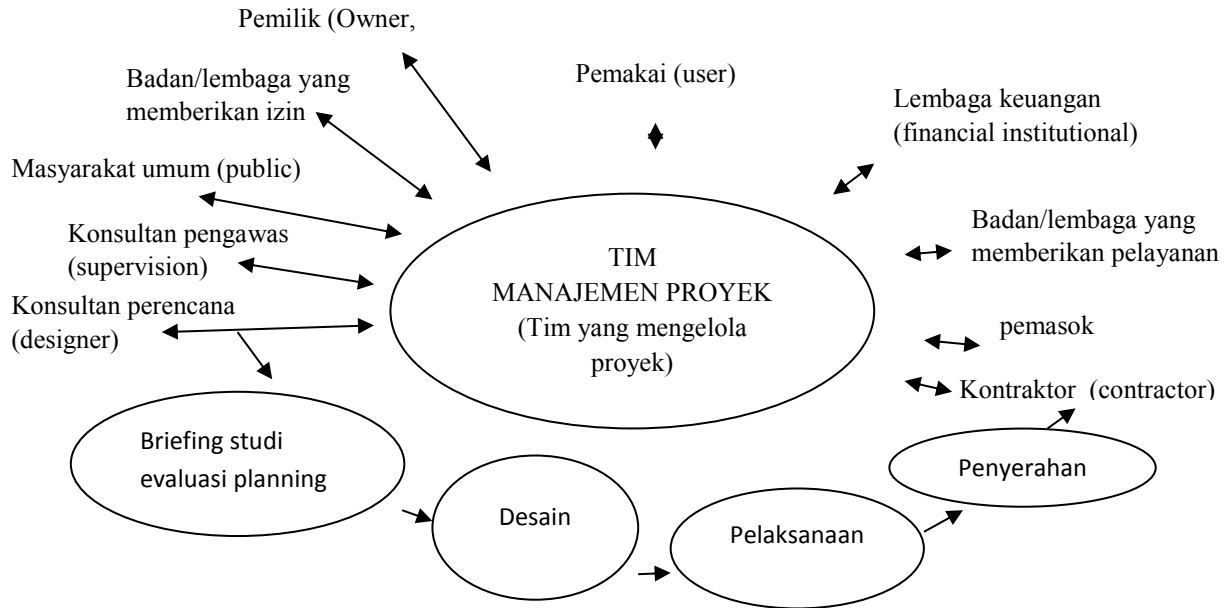 Pemilik (Owner,
Pemakai (user)
Badan/lembaga yang
memberikan izin
Lembaga keuangan
(financial institutional)
Masyarakat umum (public)
Konsultan pengawas
(supervision)
Badan/lembaga yang
memberikan pelayanan
TIM
MANAJEMEN PROYEK
(Tim yang mengelola
proyek)
Konsultan perencana
(designer)
pemasok
Kontraktor (contractor)
Briefing studi
evaluasi planning
Desain
Pelaksanaan
Penyerahan